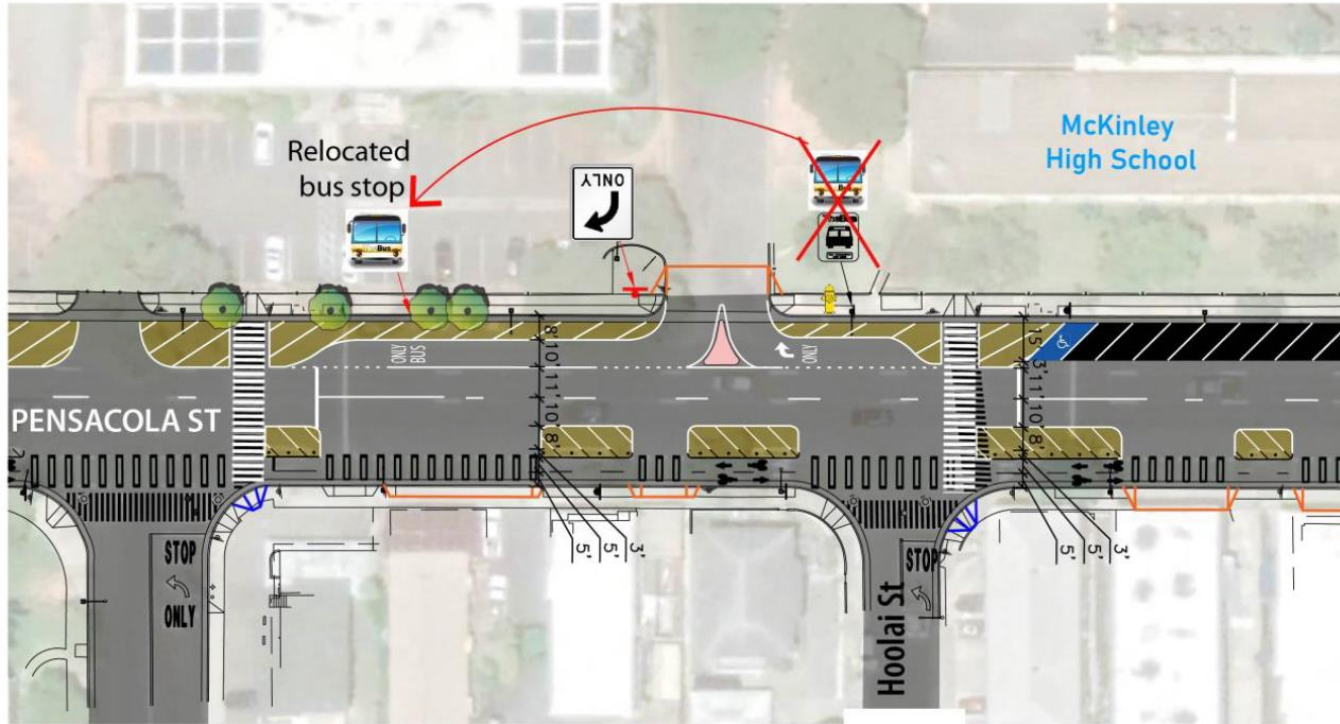 McKinley
High School
Relocated
bus stop
ONLY
Bus
ONLY
BUS
ONLY
8'
10'
11'
10'
8'
15'
3'
11'
10'
8'
PENSACOLA ST
5'
5'
3'
5'
5'
3'
STOP
ONLY
STOP
Hoolai St